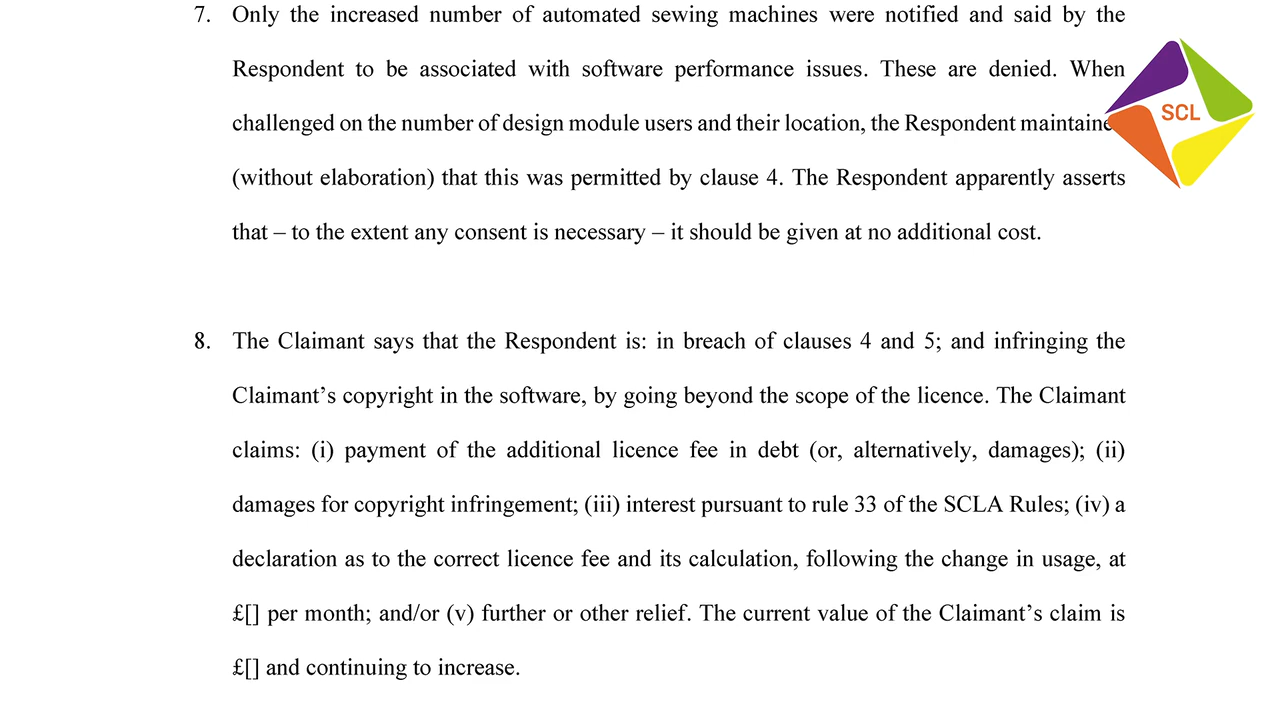 7. Only the increased number of automated sewing machines were notified and said by the
Respondent to be associated with software performance issues. These are denied. When
challenged on the number of design module users and their location, the Respondent maintaine
(without elaboration) that this was permitted by clause 4. The Respondent apparently asserts
that – to the extent any consent is necessary – it should be given at no additional cost.
8. The Claimant says that the Respondent is: in breach of clauses 4 and 5; and infringing the
Claimant’s copyright in the software, by going beyond the scope of the licence. The Claimant
claims: (i) payment of the additional licence fee in debt (or, alternatively, damages); (ii)
damages for copyright infringement; (iii) interest pursuant to rule 33 of the SCLA Rules; (iv) a
declaration as to the correct licence fee and its calculation, following the change in usage, at
£[] per month; and/or (v) further or other relief. The current value of the Claimant’s claim is
£[] and continuing to increase.
SCL